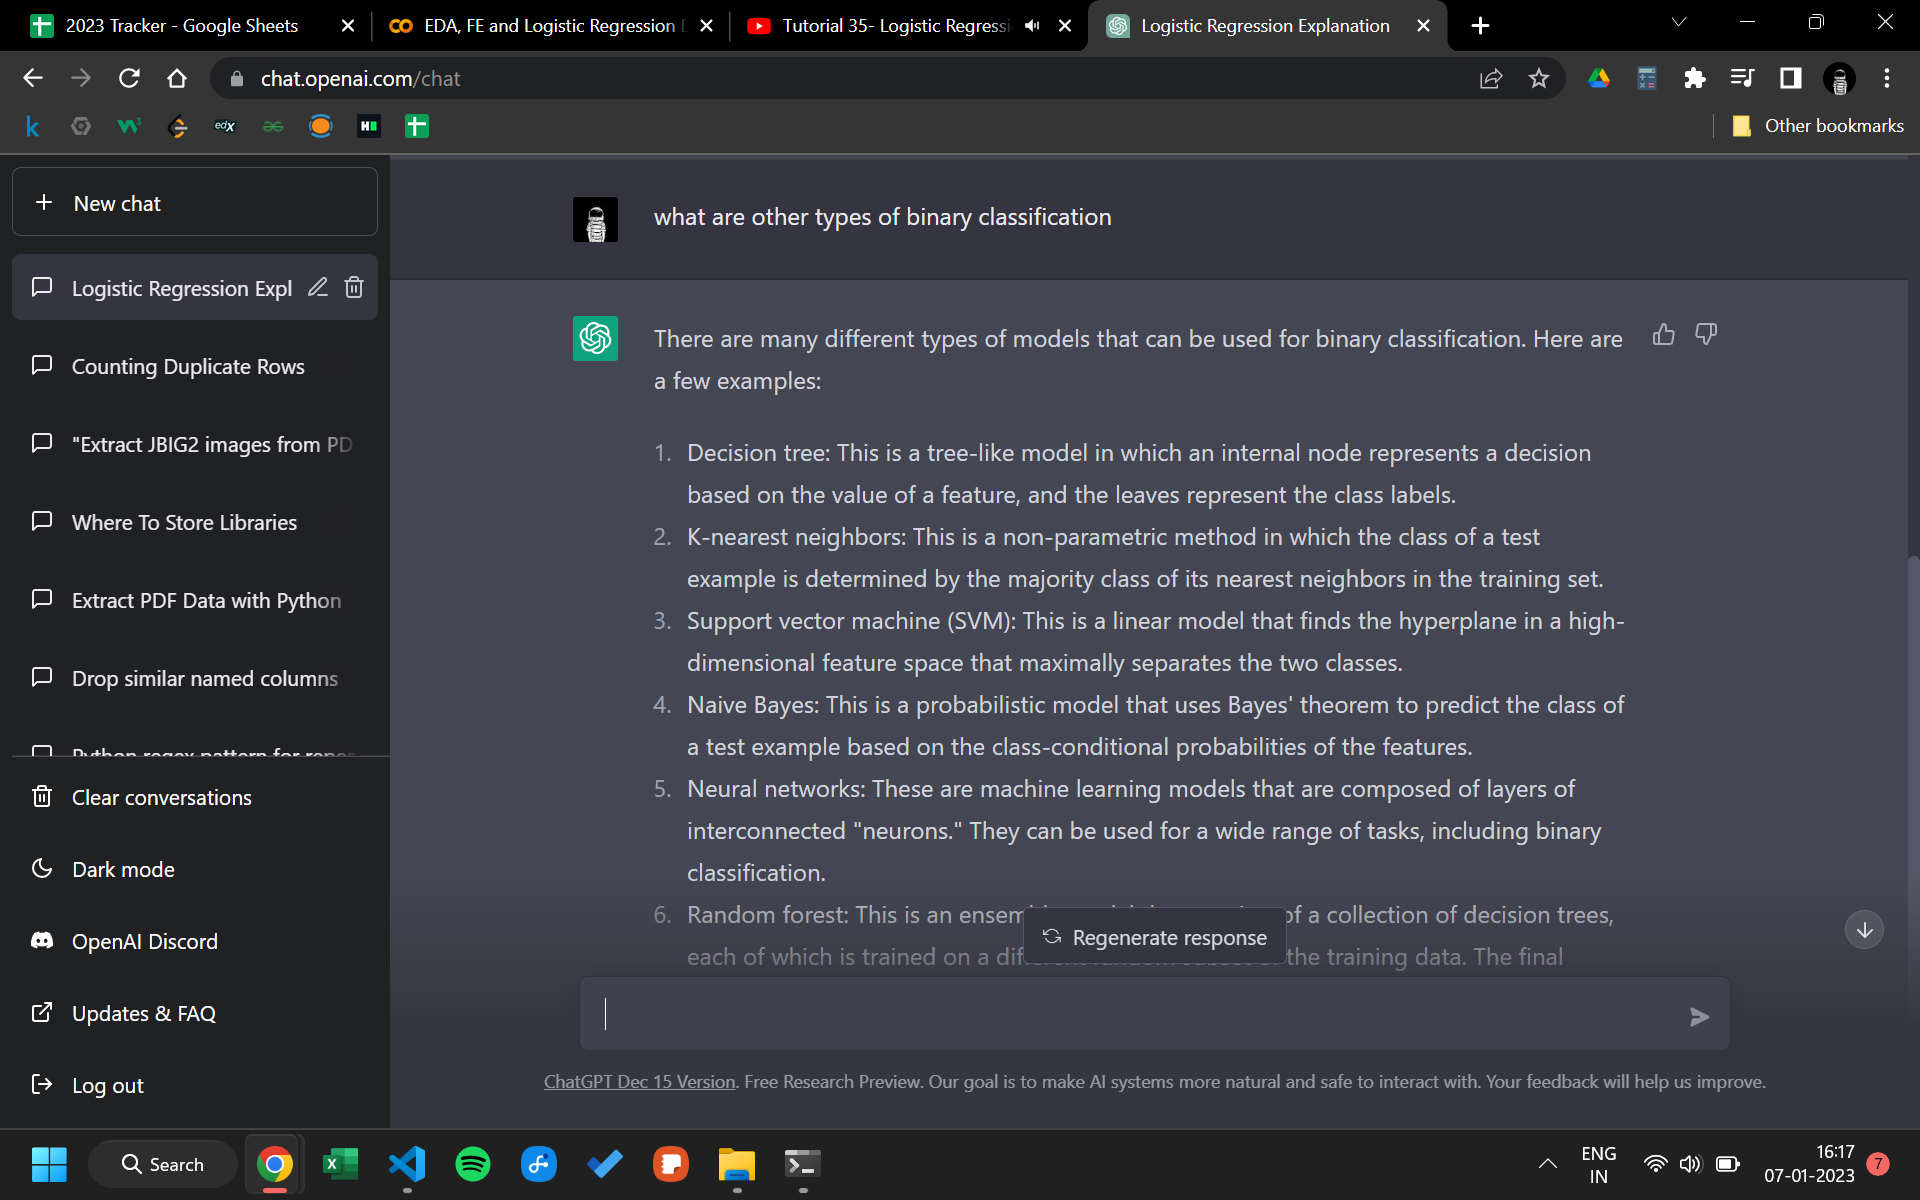 2023 Tracker - Google Sheets
EDA, FE and Logistic Regression
Tutorial 35- Logistic Regressi
Logistic Regression Explanation
chat.openai.com/chat
Other bookmarks
New chat
Logistic Regression Expl
Counting Duplicate Rows
"Extract JBIG2 images from PD
Where To Store Libraries
Extract PDF Data with Python
Drop similar named columns
Python regex pattern for
Clear conversations
Dark mode
OpenAI Discord
Updates & FAQ
Log out
what are other types of binary classification
There are many different types of models that can be used for binary classification. Here are
a few examples:
1. Decision tree: This is a tree-like model in which an internal node represents a decision
based on the value of a feature, and the leaves represent the class labels.
2. K-nearest neighbors: This is a non-parametric method in which the class of a test
example is determined by the majority class of its nearest neighbors in the training set.
3. Support vector machine (SVM): This is a linear model that finds the hyperplane in a high-
dimensional feature space that maximally separates the two classes.
4. Naive Bayes: This is a probabilistic model that uses Bayes' theorem to predict the class of
a test example based on the class-conditional probabilities of the features.
5. Neural networks: These are machine learning models that are composed of layers of
interconnected "neurons." They can be used for a wide range of tasks, including binary
classification.
6. Random forest: This is an ensem of a collection of decision trees,
each of which is trained on a the training data. The final
Regenerate response
ChatGPT Dec 15 Version. Free Research Preview. Our goal is to make AI systems more natural and safe to interact with. Your feedback will help us improve.
Search
ENG
IN
16:17
07-01-2023
7